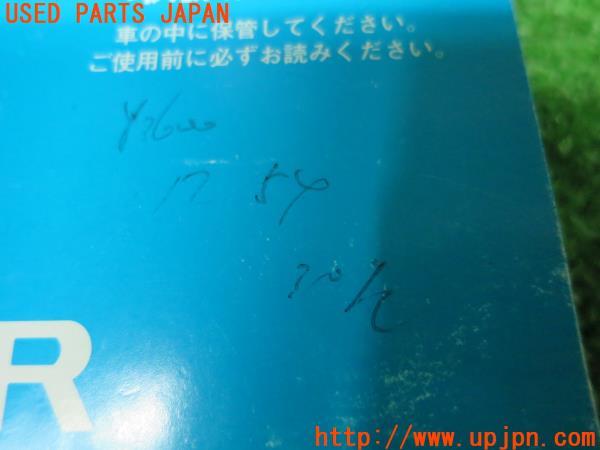 USED PARTS JAPAN
車の中に保管してください。
ご使用前に必ずお読みください。
17 54
R
http://www.upjpn.com/